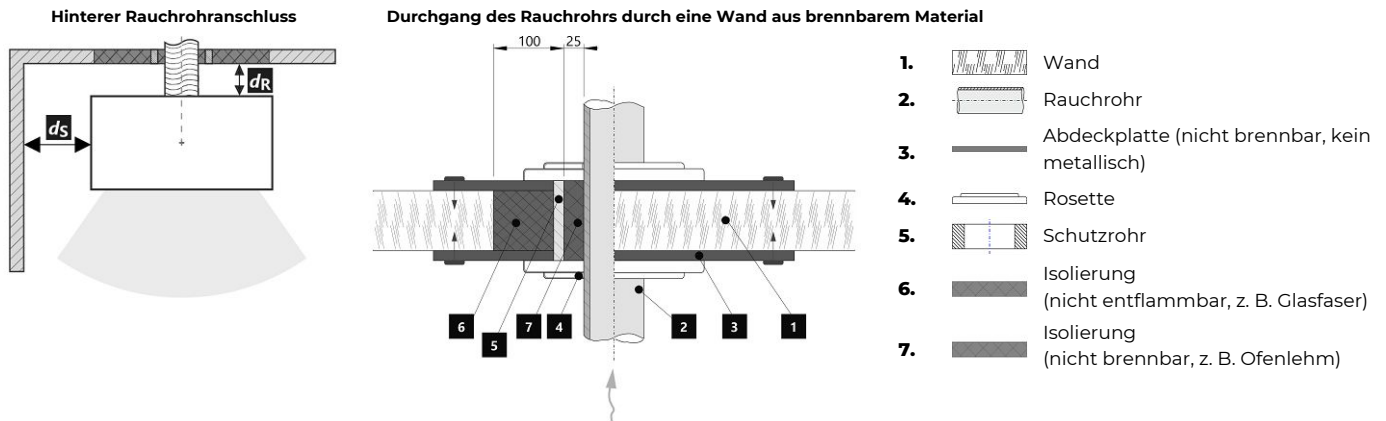 Hinterer Rauchrohranschluss
dR
dS
Durchgang des Rauchrohrs durch eine Wand aus brennbarem Material
100
25
6
5
7
4
2
3
1
1. Wand
2. Rauchrohr
3. Abdeckplatte (nicht brennbar, kein
metallisch)
4. Rosette
5. Schutzrohr
6. Isolierung
(nicht entflammbar, z. B. Glasfaser)
7. Isolierung
(nicht brennbar, z. B. Ofenlehm)